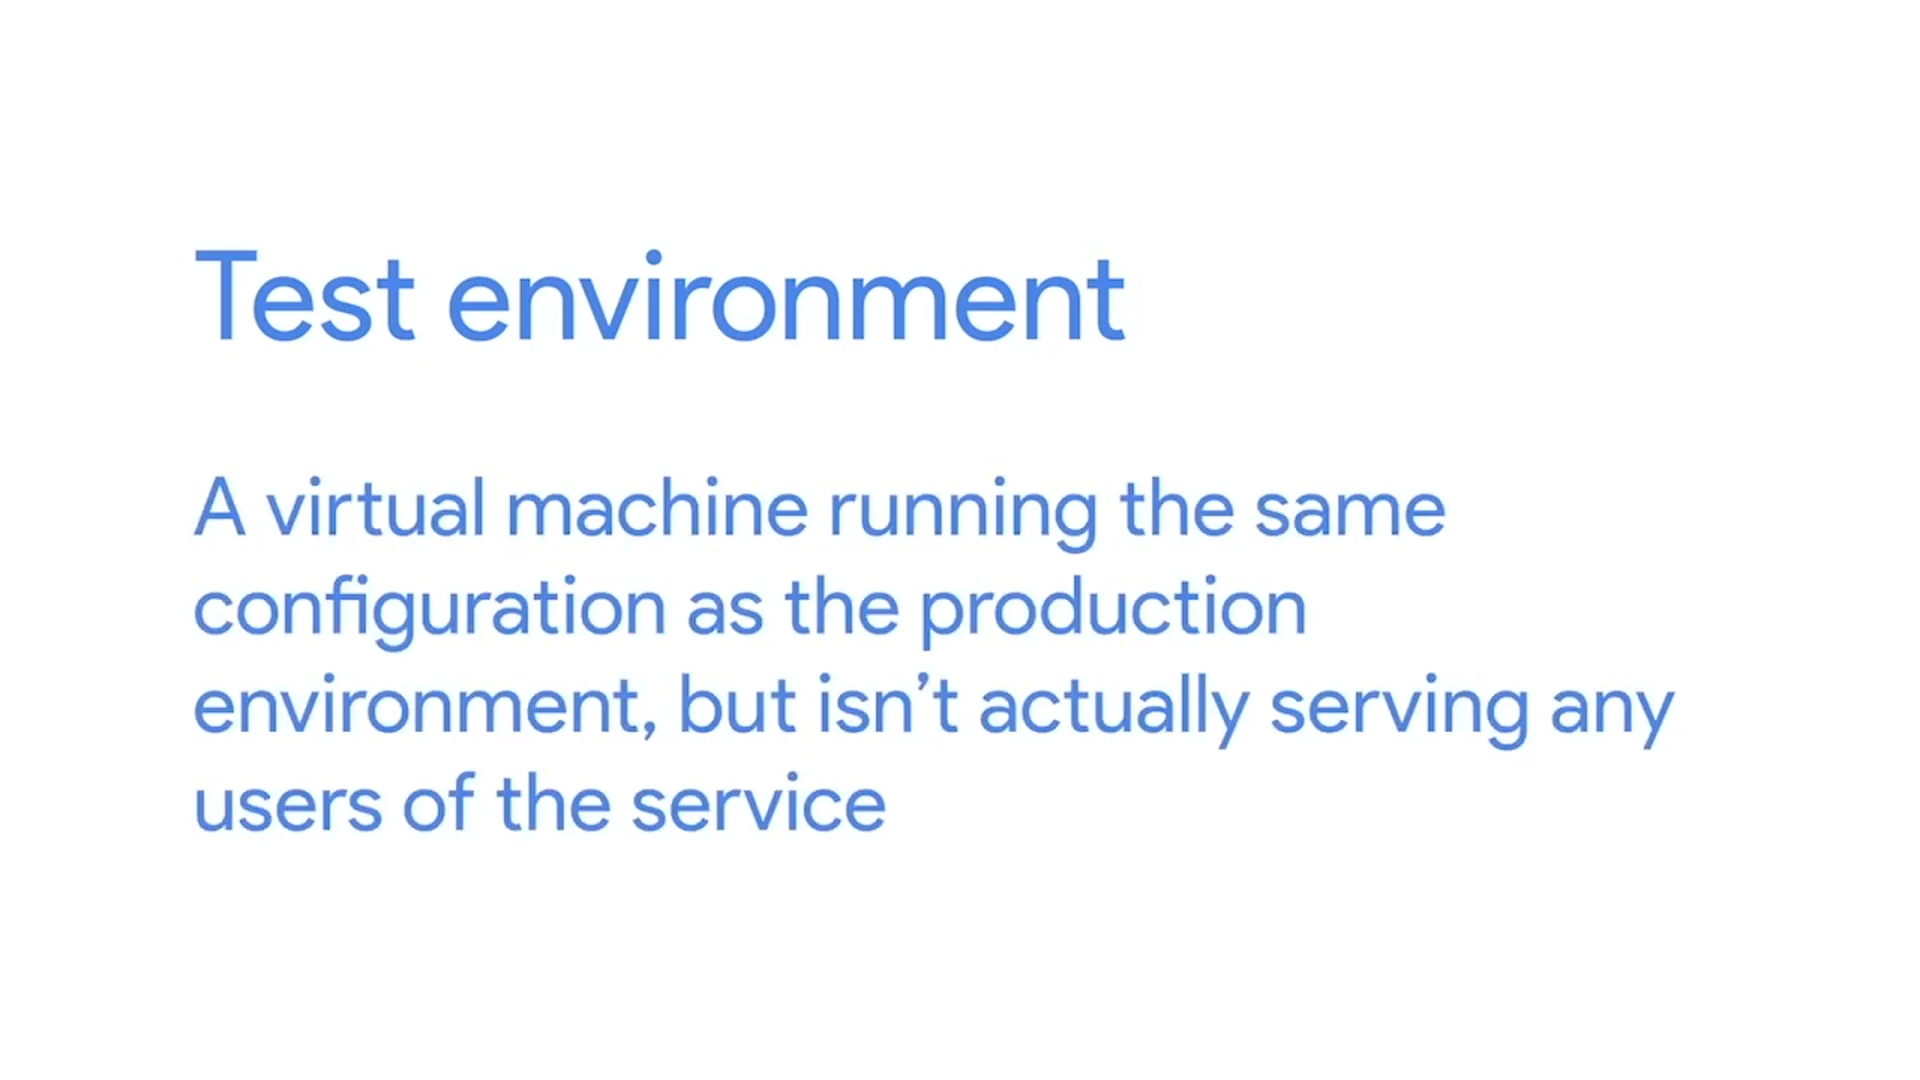 Test environment
A virtual machine running the same
configuration as the production
environment, but isn’t actually serving any
users of the service